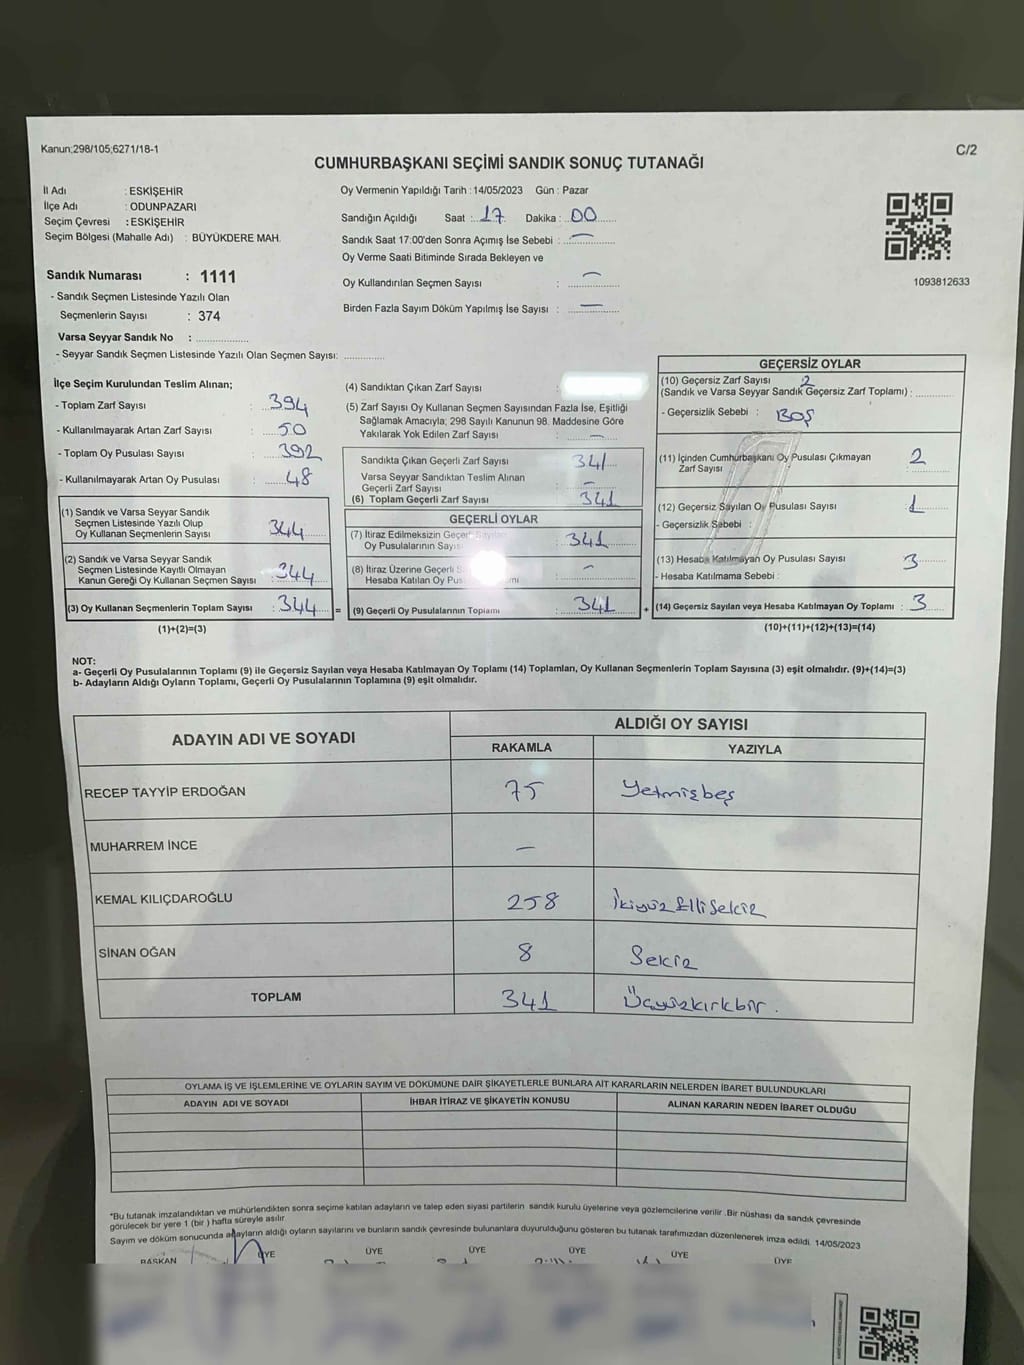 Kanun;298/105;6271/18-1
C/2
CUMHURBAŞKANI SEÇİMİ SANDIK SONUÇ TUTANAĞI
İl Adı : ESKİŞEHİR
İlçe Adı : ODUNPAZARI
Seçim Çevresi : ESKİŞEHİR
Seçim Bölgesi (Mahalle Adı) : BÜYÜKDERE MAH.
Oy Vermenin Yapıldığı Tarih : 14/05/2023 Gün : Pazar
Sandığın Açıldığı Saat : 17 Dakika : 00
Sandık Saat 17:00'den Sonra Açımış İse Sebebi : —
Oy Verme Saati Bitiminde Sırada Bekleyen ve
Oy Kullandırılan Seçmen Sayısı : —
Birden Fazla Sayım Döküm Yapılmış İse Sayısı : —
1093812633
Sandık Numarası : 1111
- Sandık Seçmen Listesinde Yazılı Olan
Seçmenlerin Sayısı : 374
Varsa Seyyar Sandık No :
- Seyyar Sandık Seçmen Listesinde Yazılı Olan Seçmen Sayısı:
İlçe Seçim Kurulundan Teslim Alınan;
- Toplam Zarf Sayısı : 394
- Kullanılmayarak Artan Zarf Sayısı : 50
- Toplam Oy Pusulası Sayısı : 392
- Kullanılmayarak Artan Oy Pusulası : 48
(1) Sandık ve Varsa Seyyar Sandık
Seçmen Listesinde Yazılı Olup
Oy Kullanan Seçmenlerin Sayısı : 344
(2) Sandık ve Varsa Seyyar Sandık
Seçmen Listesinde Kayıtlı Olmayan
Kanun Gereği Oy Kullanan Seçmen Sayısı : 344
(3) Oy Kullanan Seçmenlerin Toplam Sayısı : 344 =
(1)+(2)=(3)
(4) Sandıktan Çıkan Zarf Sayısı :
(5) Zarf Sayısı Oy Kullanan Seçmen Sayısından Fazla İse, Eşitliği
Sağlamak Amacıyla; 298 Sayılı Kanunun 98. Maddesine Göre
Yakılarak Yok Edilen Zarf Sayısı : —
Sandıkta Çıkan Geçerli Zarf Sayısı 341
Varsa Seyyar Sandıktan Teslim Alınan
Geçerli Zarf Sayısı —
(6) Toplam Geçerli Zarf Sayısı 341
GEÇERLİ OYLAR
(7) İtiraz Edilmeksizin Geçerli Sayılan
Oy Pusulalarının Sayısı 341
(8) İtiraz Üzerine Geçerli
Hesaba Katılan Oy —
(9) Geçerli Oy Pusulalarının Toplamı : 341 +
GEÇERSİZ OYLAR
(10) Geçersiz Zarf Sayısı 2
(Sandık ve Varsa Seyyar Sandık Geçersiz Zarf Toplamı) :
- Geçersizlik Sebebi : BOŞ
(11) İçinden Cumhurbaşkanı Oy Pusulası Çıkmayan
Zarf Sayısı : 2
(12) Geçersiz Sayılan Oy Pusulası Sayısı : 1
- Geçersizlik Sebebi :
(13) Hesaba Katılmayan Oy Pusulası Sayısı : 3
- Hesaba Katılmama Sebebi :
(14) Geçersiz Sayılan veya Hesaba Katılmayan Oy Toplamı : 3
(10)+(11)+(12)+(13)=(14)
NOT:
a- Geçerli Oy Pusulalarının Toplamı (9) ile Geçersiz Sayılan veya Hesaba Katılmayan Oy Toplamı (14) Toplamları, Oy Kullanan Seçmenlerin Toplam Sayısına (3) eşit olmalıdır. (9)+(14)=(3)
b- Adayların Aldığı Oyların Toplamı, Geçerli Oy Pusulalarının Toplamına (9) eşit olmalıdır.
ADAYIN ADI VE SOYADI
ALDIĞI OY SAYISI
RAKAMLA YAZIYLA
RECEP TAYYİP ERDOĞAN 75 Yetmişbeş
MUHARREM İNCE —
KEMAL KILIÇDAROĞLU 258 İkiyüzElliSekiz
SİNAN OĞAN 8 Sekiz
TOPLAM 341 Üçyüzkırkbir.
OYLAMA İŞ VE İŞLEMLERİNE VE OYLARIN SAYIM VE DÖKÜMÜNE DAİR ŞİKAYETLERLE BUNLARA AİT KARARLARIN NELERDEN İBARET BULUNDUKLARI
ADAYIN ADI VE SOYADI İHBAR İTİRAZ VE ŞİKAYETİN KONUSU ALINAN KARARIN NEDEN İBARET OLDUĞU
*Bu tutanak imzalandıktan ve mühürlendikten sonra seçime katılan adayların ve talep eden siyasi partilerin sandık kurulu üyelerine veya gözlemcilerine verilir .Bir nüshası da sandık çevresinde
görülecek bir yere 1 (bir ) hafta süreyle asılır
Sayım ve döküm sonucunda adayların aldığı oyların sayılarını ve bunların sandık çevresinde bulunanlara duyurulduğunu gösteren bu tutanak tarafımızdan düzenlenerek imza edildi. 14/05/2023
BAŞKAN ÜYE ÜYE ÜYE ÜYE ÜYE ÜYE